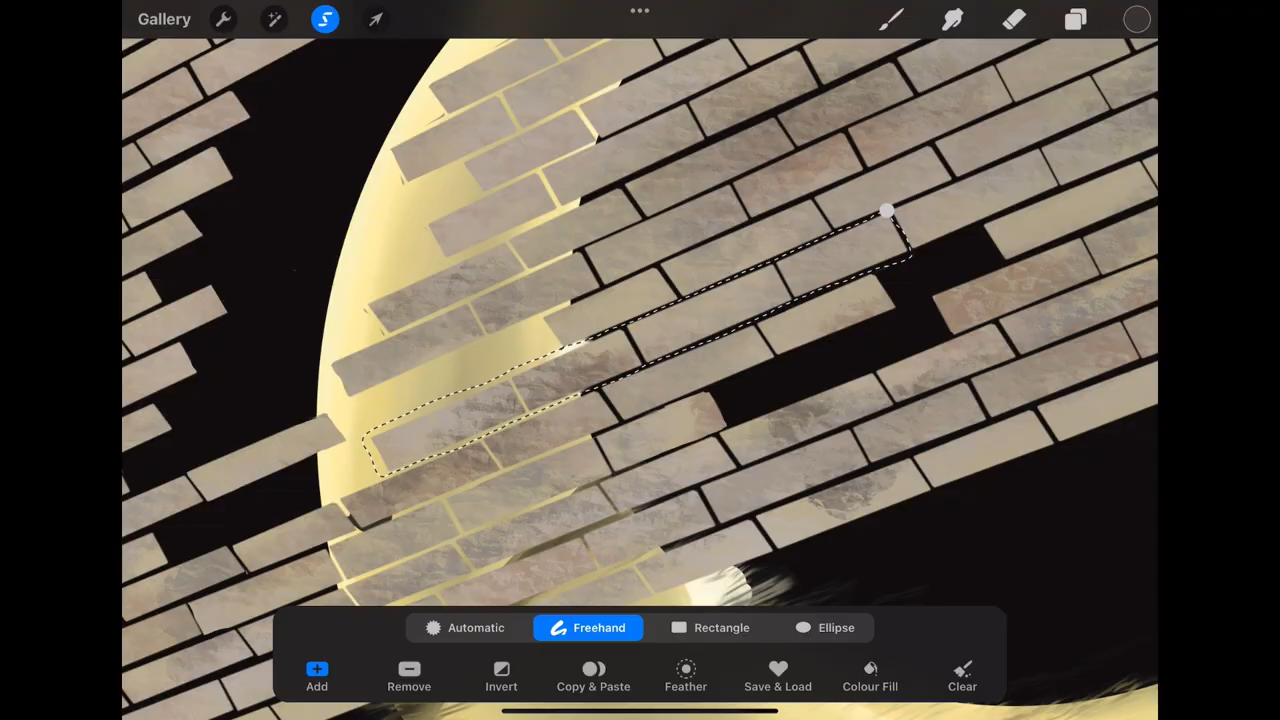 Gallery
Automatic Freehand Rectangle Ellipse
Add Remove Invert Copy & Paste Feather Save & Load Colour Fill Clear